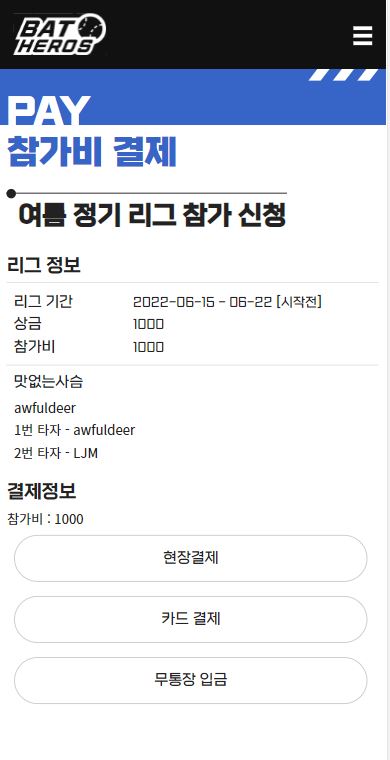 BAT
HEROS
PAY
참가비 결제
여름 정기 리그 참가 신청
리그 정보
리그 기간 2022-06-15 - 06-22 [시작전]
상금 1000
참가비 1000
맛없는사슴
awfuldeer
1번 타자 - awfuldeer
2번 타자 - LJM
결제정보
참가비 : 1000
현장결제
카드 결제
무통장 입금